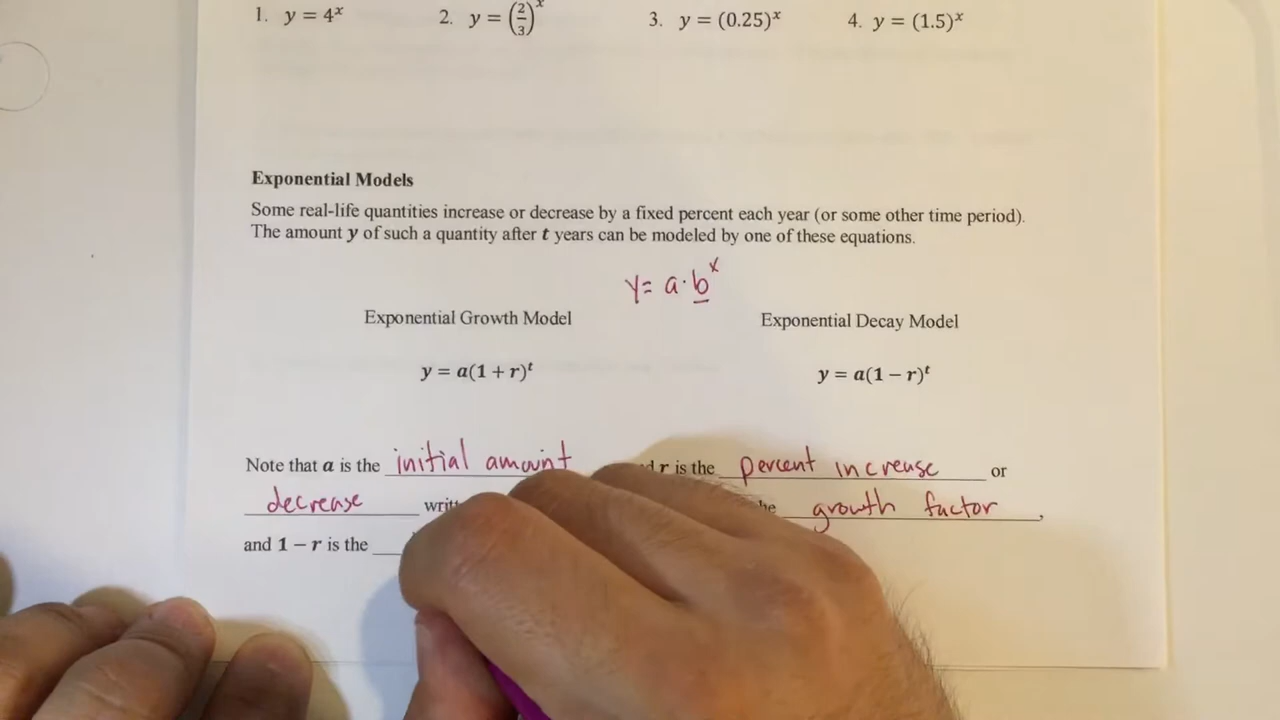 1. y = 4ˣ 2. y = (2/3)ˣ 3. y = (0.25)ˣ 4. y = (1.5)ˣ
Exponential Models
Some real-life quantities increase or decrease by a fixed percent each year (or some other time period).
The amount y of such a quantity after t years can be modeled by one of these equations.
y = a · bˣ
Exponential Growth Model Exponential Decay Model
y = a(1 + r)ᵗ y = a(1 − r)ᵗ
Note that a is the initial amount r is the percent increase or
decrease growth factor,
and 1 − r is the